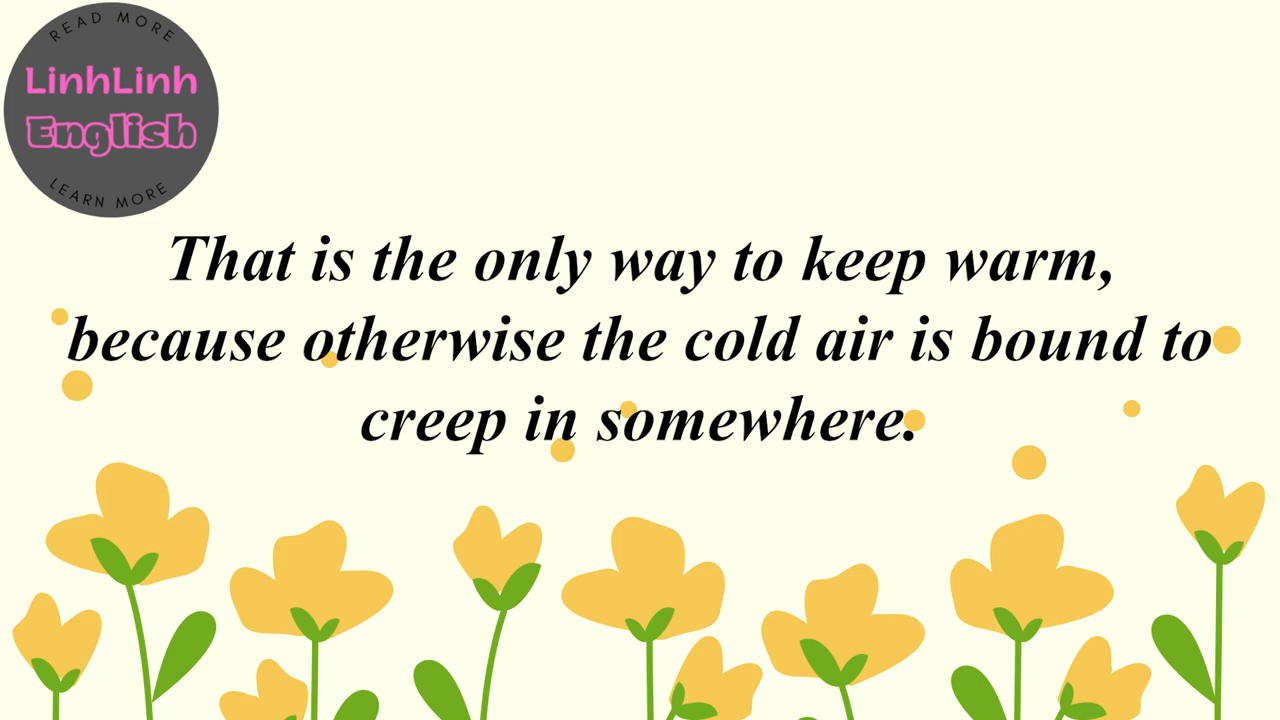 READ MORE
LinhLinh
English
LEARN MORE
That is the only way to keep warm,
because otherwise the cold air is bound to
creep in somewhere.